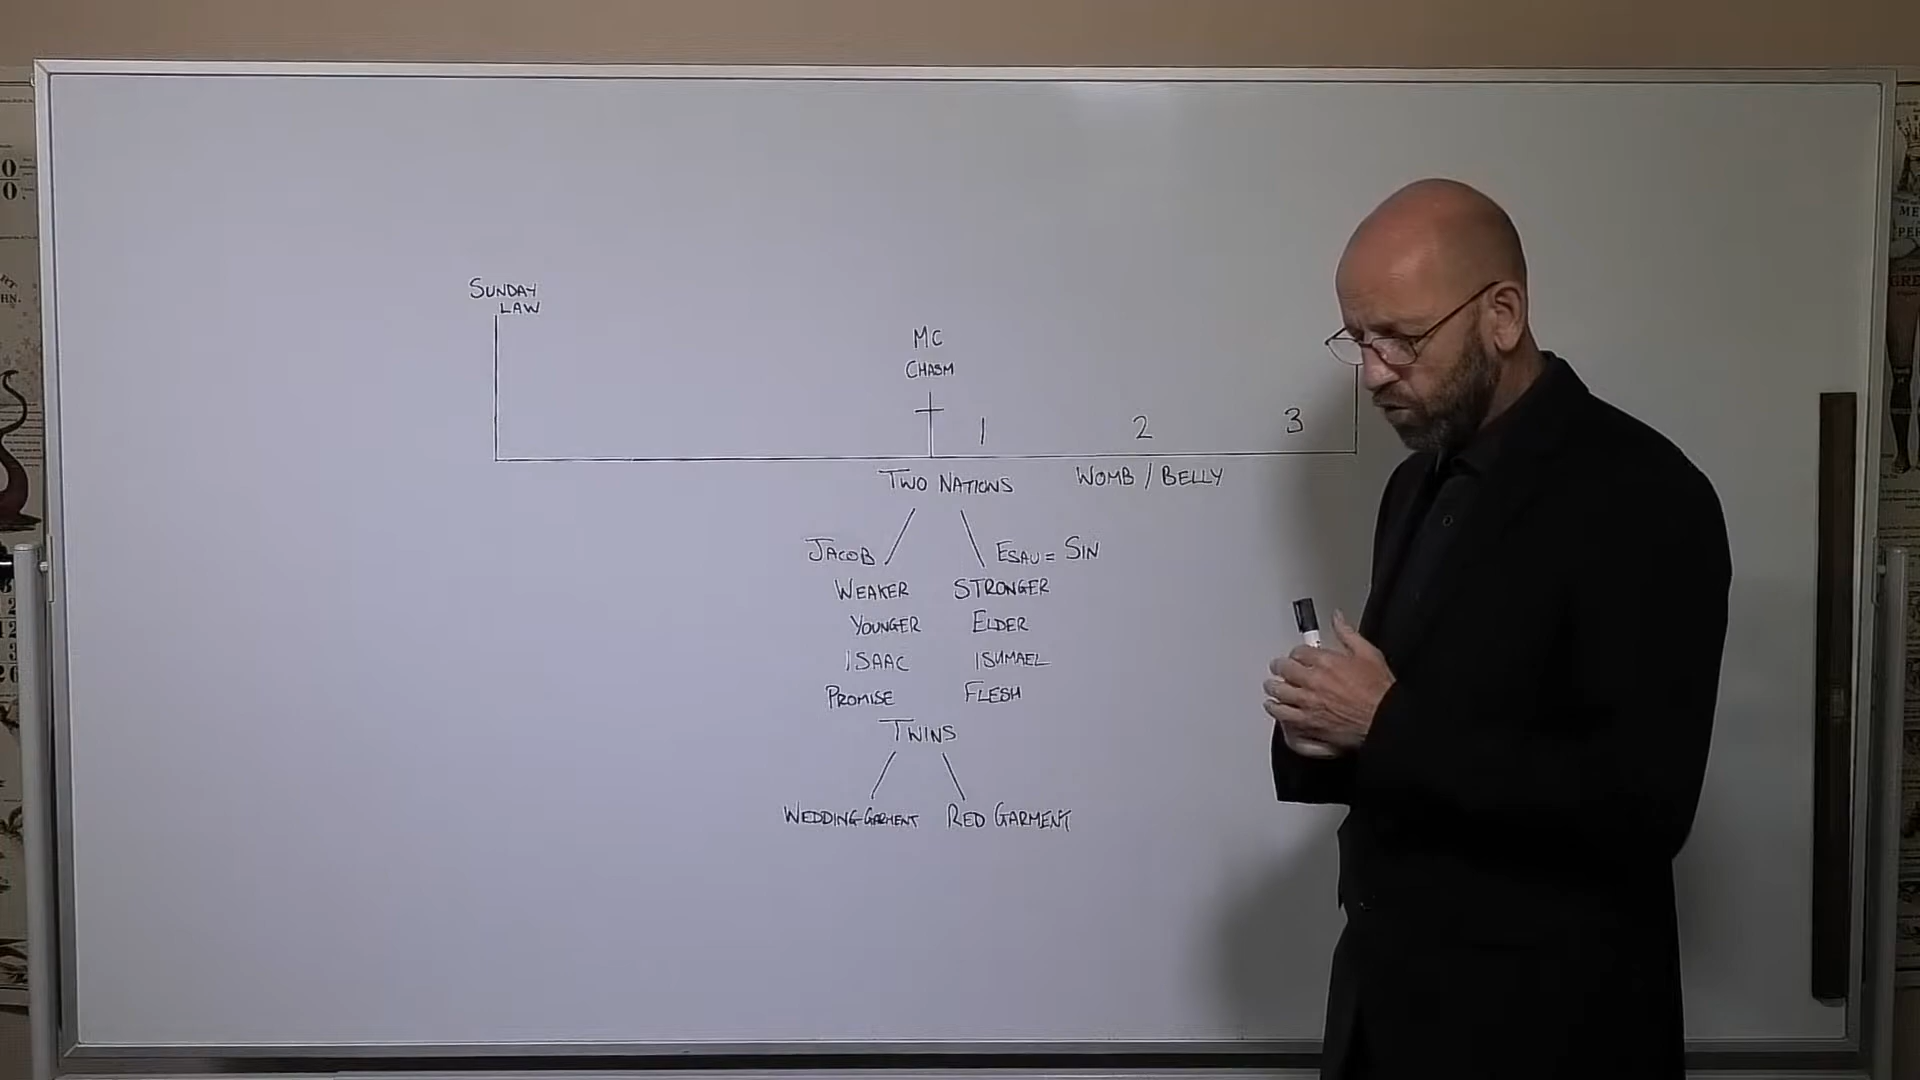 SUNDAY
LAW
MC
CHASM
1 2 3
TWO NATIONS WOMB / BELLY
JACOB ESAU = SIN
WEAKER STRONGER
YOUNGER ELDER
ISAAC ISHMAEL
PROMISE FLESH
TWINS
WEDDING GARMENT RED GARMENT